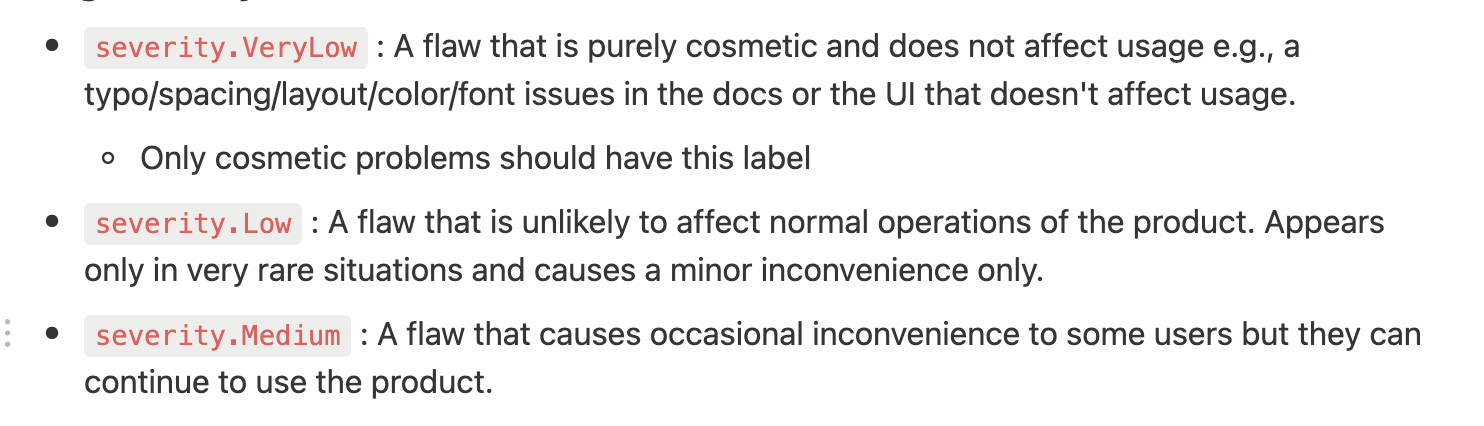 severity.VeryLow : A flaw that is purely cosmetic and does not affect usage e.g., a
typo/spacing/layout/color/font issues in the docs or the UI that doesn't affect usage.
Only cosmetic problems should have this label
severity.Low : A flaw that is unlikely to affect normal operations of the product. Appears
only in very rare situations and causes a minor inconvenience only.
severity.Medium : A flaw that causes occasional inconvenience to some users but they can
continue to use the product.